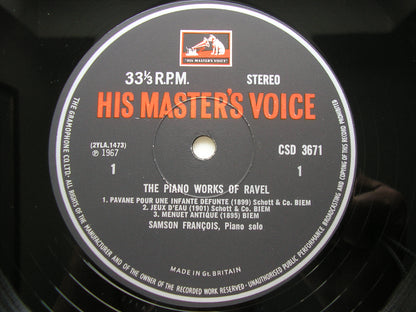 "HIS MASTER'S VOICE"
33⅓ R.P.M. STEREO
HIS MASTER'S VOICE
(2YLA.1473)
℗ 1967
CSD 3671
1 1
THE PIANO WORKS OF RAVEL
1. PAVANE POUR UNE INFANTE DEFUNTE (1899) Schott & Co. BIEM
2. JEUX D'EAU (1901) Schott & Co. BIEM
3. MENUET ANTIQUE (1895) BIEM
SAMSON FRANÇOIS, Piano solo
MADE IN Gt. BRITAIN
THE GRAMOPHONE CO. LTD. ALL RIGHTS OF THE MANUFACTURER AND OF THE OWNER OF THE RECORDED WORK RESERVED. UNAUTHORISED PUBLIC PERFORMANCE BROADCASTING AND COPYING OF THIS RECORD PROHIBITED